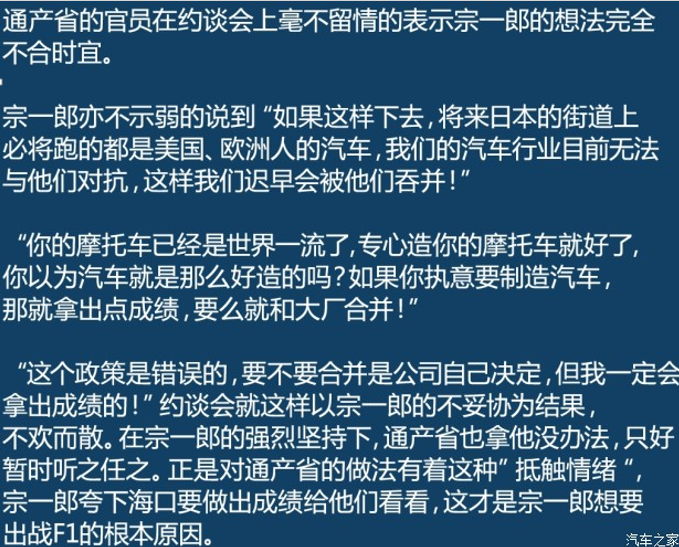 通产省的官员在约谈会上毫不留情的表示宗一郎的想法完全
不合时宜。
宗一郎亦不示弱的说到“如果这样下去,将来日本的街道上
必将跑的都是美国、欧洲人的汽车,我们的汽车行业目前无法
与他们对抗,这样我们迟早会被他们吞并!”
“你的摩托车已经是世界一流了,专心造你的摩托车就好了,
你以为汽车就是那么好造的吗?如果你执意要制造汽车,
那就拿出点成绩,要么就和大厂合并!”
“这个政策是错误的,要不要合并是公司自己决定,但我一定会
拿出成绩的!”约谈会就这样以宗一郎的不妥协为结果,
不欢而散。在宗一郎的强烈坚持下,通产省也拿他没办法,只好
暂时听之任之。正是对通产省的做法有着这种”抵触情绪“,
宗一郎夸下海口要做出成绩给他们看看,这才是宗一郎想要
出战F1的根本原因。
汽车之家